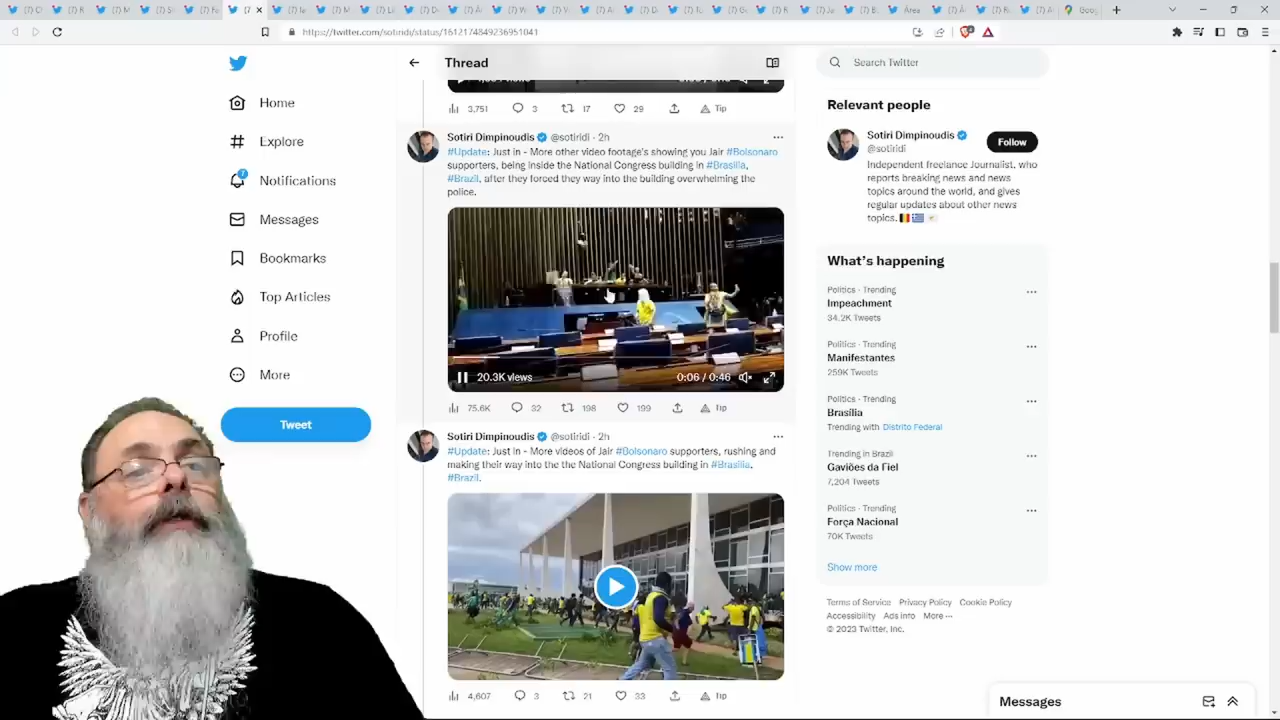 https://twitter.com/sotiridi/status/1612174849236951041
Home
Explore
7
Notifications
Messages
Bookmarks
Top Articles
Profile
More
Tweet
Thread
3,751 3 17 29 Tip
Sotiri Dimpinoudis @sotiridi · 2h
#Update: Just in - More other video footage's showing you Jair #Bolsonaro
supporters, being inside the National Congress building in #Brasilia,
#Brazil, after they forced they way into the building overwhelming the
police.
20.3K views 0:06 / 0:46
75.6K 32 198 199 Tip
Sotiri Dimpinoudis @sotiridi · 2h
#Update: Just in - More videos of Jair #Bolsonaro supporters, rushing and
making their way into the the National Congress building in #Brasilia,
#Brazil.
4,607 3 21 33 Tip
Search Twitter
Relevant people
Sotiri Dimpinoudis
@sotiridi
Follow
Independent freelance Journalist, who
reports breaking news and news
topics around the world, and gives
regular updates about other news
topics.
What's happening
Politics · Trending
Impeachment
34.2K Tweets
Politics · Trending
Manifestantes
259K Tweets
Politics · Trending
Brasília
Trending with Distrito Federal
Trending in Brazil
Gaviões da Fiel
7,204 Tweets
Politics · Trending
Força Nacional
70K Tweets
Show more
Terms of Service Privacy Policy Cookie Policy
Accessibility Ads info More ···
© 2023 Twitter, Inc.
Messages